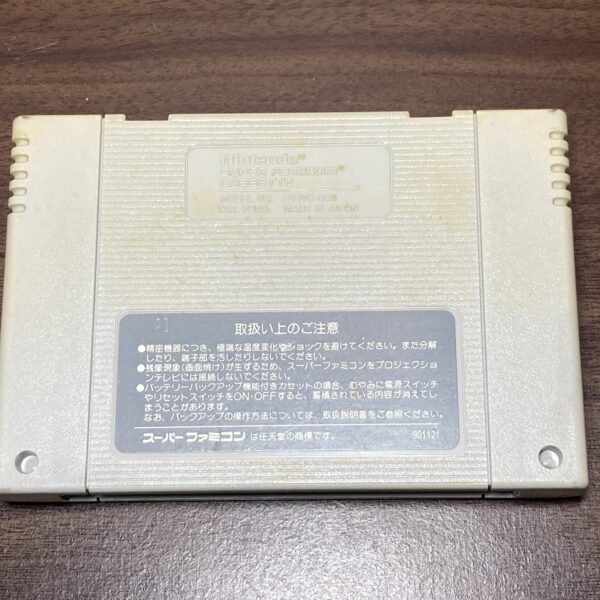 Nintendo®
SUPER FAMICOM®
CASSETTE
MODEL NO. SHVC-006
PAT. PEND. MADE IN JAPAN
取扱い上のご注意
●精密機器につき、極端な温度変化やショックを避けてください。また分解
したり、端子部を汚したりしないでください。
●残像現象(画面焼け)が生ずるため、スーパーファミコンをプロジェクショ
ンテレビには接続しないでください。
●バッテリーバックアップ機能付きカセットの場合、むやみに電源スイッチ
やリセットスイッチをON・OFFすると、蓄積されている内容が消えてし
まうことがあります。
なお、バックアップの操作方法については、取扱説明書をご参照ください。
スーパーファミコン は任天堂の商標です。 901121